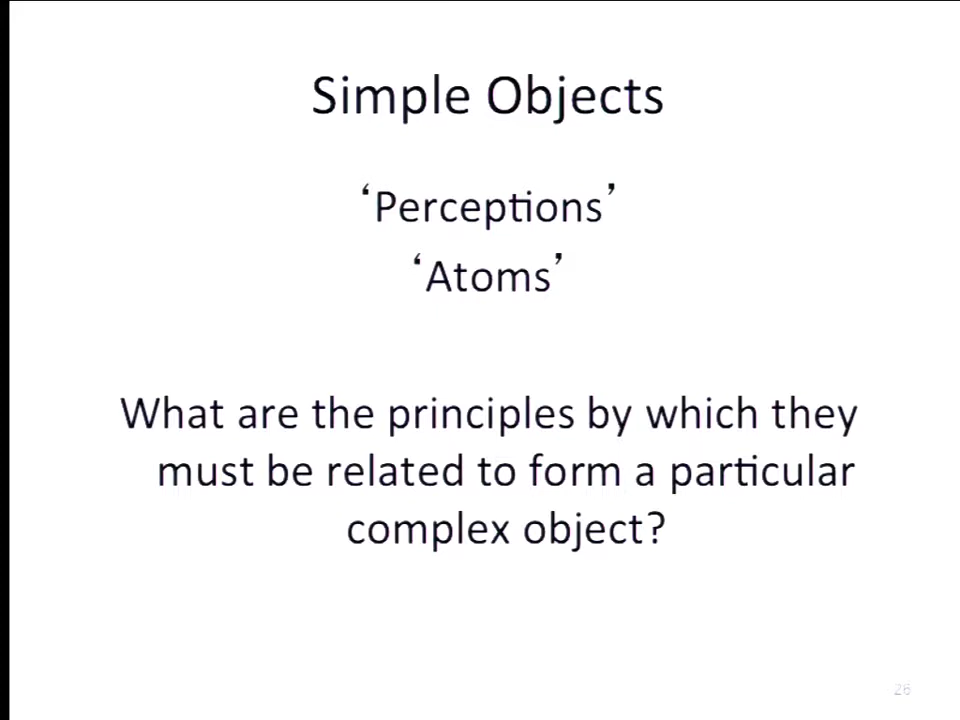 Simple Objects
‘Perceptions’
‘Atoms’
What are the principles by which they
must be related to form a particular
complex object?
26